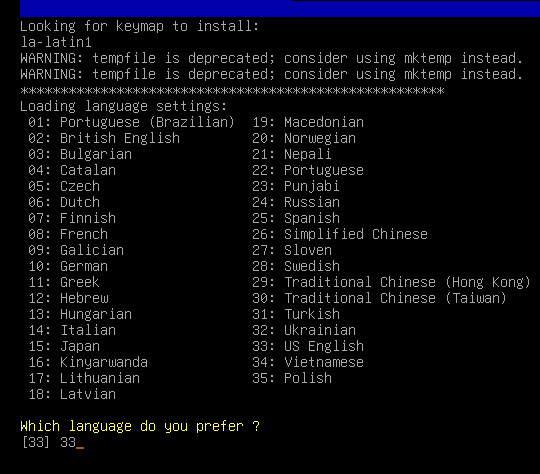 Looking for keymap to install:
la-latin1
WARNING: tempfile is deprecated; consider using mktemp instead.
WARNING: tempfile is deprecated; consider using mktemp instead.
*****************************************************
Loading language settings:
01: Portuguese (Brazilian)  19: Macedonian
02: British English         20: Norwegian
03: Bulgarian               21: Nepali
04: Catalan                 22: Portuguese
05: Czech                   23: Punjabi
06: Dutch                   24: Russian
07: Finnish                 25: Spanish
08: French                  26: Simplified Chinese
09: Galician                27: Sloven
10: German                  28: Swedish
11: Greek                   29: Traditional Chinese (Hong Kong)
12: Hebrew                  30: Traditional Chinese (Taiwan)
13: Hungarian               31: Turkish
14: Italian                 32: Ukrainian
15: Japan                   33: US English
16: Kinyarwanda             34: Vietnamese
17: Lithuanian              35: Polish
18: Latvian
Which language do you prefer ?
[33] 33_